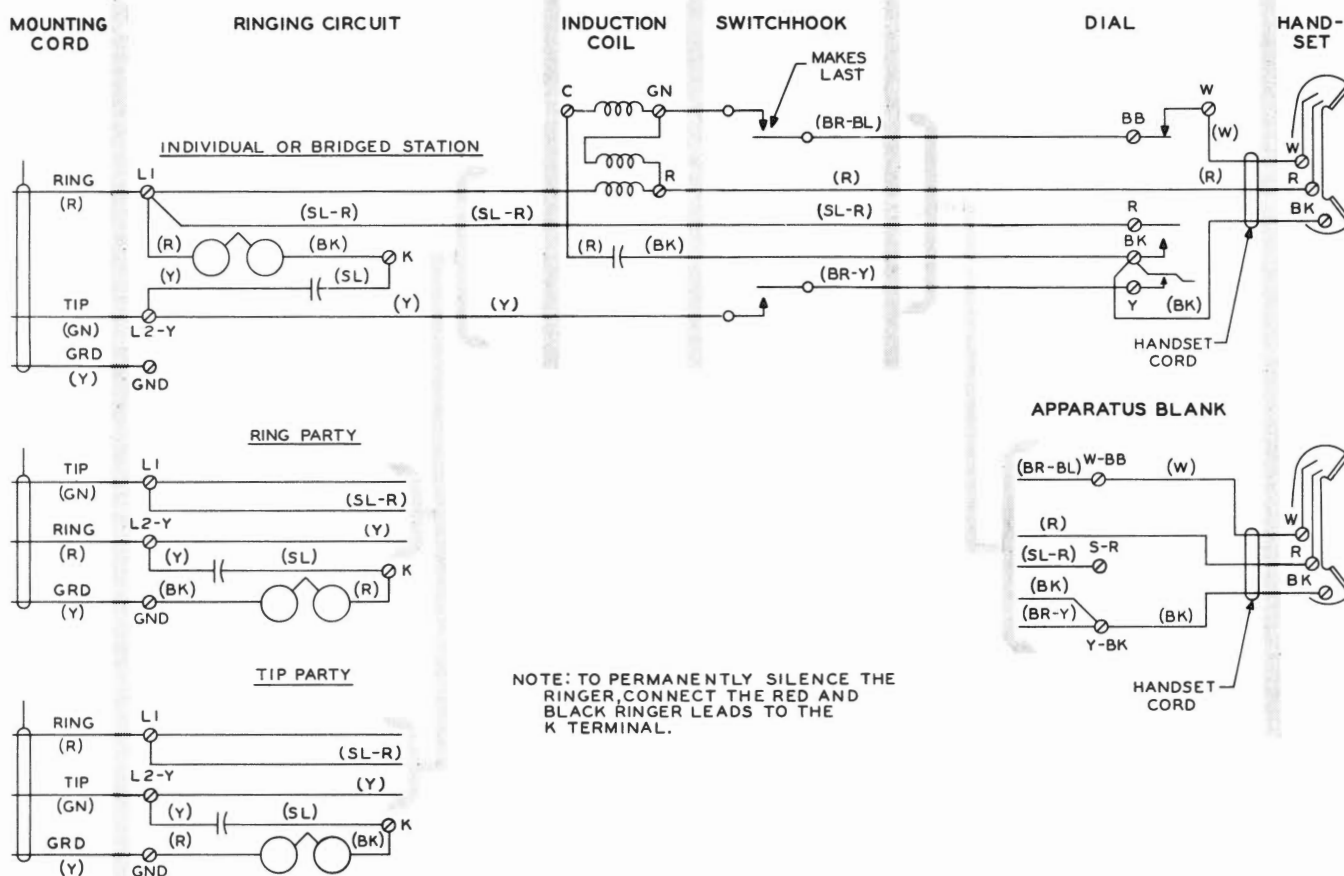 MOUNTING
CORD
RINGING CIRCUIT
INDUCTION
COIL
SWITCHHOOK
DIAL
HAND-
SET
MAKES
LAST
C
GN
W
BB
(BR-BL)
(W)
INDIVIDUAL OR BRIDGED STATION
W
RING
(R)
L1
R
(R)
(R)
R
(SL-R)
(SL-R)
(SL-R)
R
BK
(R)
(BK)
K
(R)
(BK)
BK
(Y)
(SL)
(BR-Y)
TIP
(GN)
L2-Y
(Y)
(Y)
Y
(BK)
GRD
(Y)
GND
HANDSET
CORD
RING PARTY
TIP
(GN)
L1
(SL-R)
RING
(R)
L2-Y
(Y)
(Y)
(SL)
K
GRD
(Y)
(BK)
(R)
GND
APPARATUS BLANK
(BR-BL)
W-BB
(W)
W
(R)
R
(SL-R)
S-R
BK
(BK)
(BR-Y)
(BK)
Y-BK
HANDSET
CORD
TIP PARTY
RING
(R)
L1
(SL-R)
TIP
(GN)
L2-Y
(Y)
(Y)
(SL)
K
GRD
(Y)
(R)
(BK)
GND
NOTE: TO PERMANENTLY SILENCE THE
RINGER, CONNECT THE RED AND
BLACK RINGER LEADS TO THE
K TERMINAL.